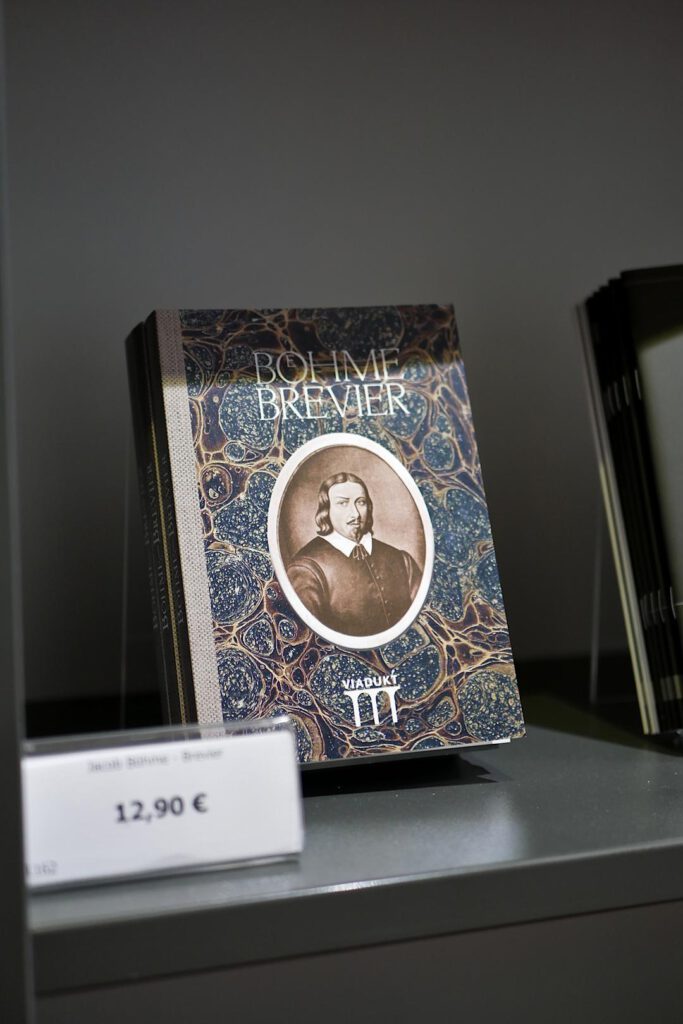 BÖHME
BREVIER
VIADUKT
Jacob Böhme - Brevier
12,90 €